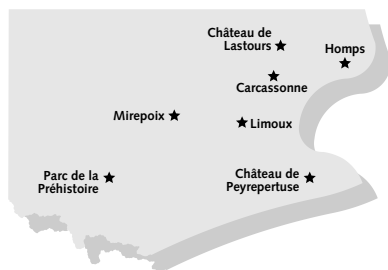 Château de
Lastours
Homps
Carcassonne
Mirepoix
Limoux
Parc de la
Préhistoire
Château de
Peyrepertuse